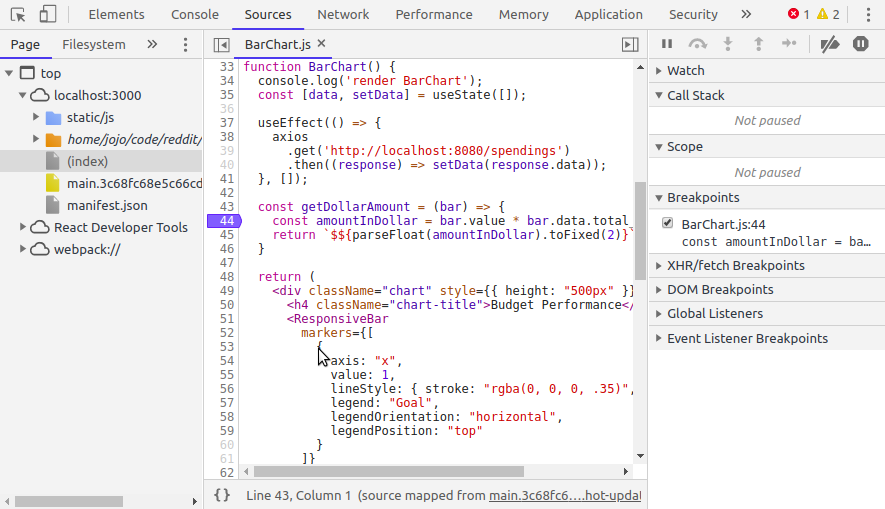 Elements Console Sources Network Performance Memory Application Security » 1 2
Page Filesystem »
top
localhost:3000
static/js
home/jojo/code/reddit/
(index)
main.3c68fc68e5c66cd
manifest.json
React Developer Tools
webpack://
BarChart.js ×
33 function BarChart() {
34 console.log('render BarChart');
35 const [data, setData] = useState([]);
36
37 useEffect(() => {
38 axios
39 .get('http://localhost:8080/spendings')
40 .then((response) => setData(response.data));
41 }, []);
42
43 const getDollarAmount = (bar) => {
44 const amountInDollar = bar.value * bar.data.total_
45 return `$${parseFloat(amountInDollar).toFixed(2)}`
46 }
47
48 return (
49 <div className="chart" style={{ height: "500px" }}
50 <h4 className="chart-title">Budget Performance</
51 <ResponsiveBar
52 markers={[
53 {
54 axis: "x",
55 value: 1,
56 lineStyle: { stroke: "rgba(0, 0, 0, .35)",
57 legend: "Goal",
58 legendOrientation: "horizontal",
59 legendPosition: "top"
60 }
61 ]}
62
{} Line 43, Column 1 (source mapped from main.3c68fc6….hot-updat
Watch
Call Stack
Not paused
Scope
Not paused
Breakpoints
BarChart.js:44
const amountInDollar = ba…
XHR/fetch Breakpoints
DOM Breakpoints
Global Listeners
Event Listener Breakpoints